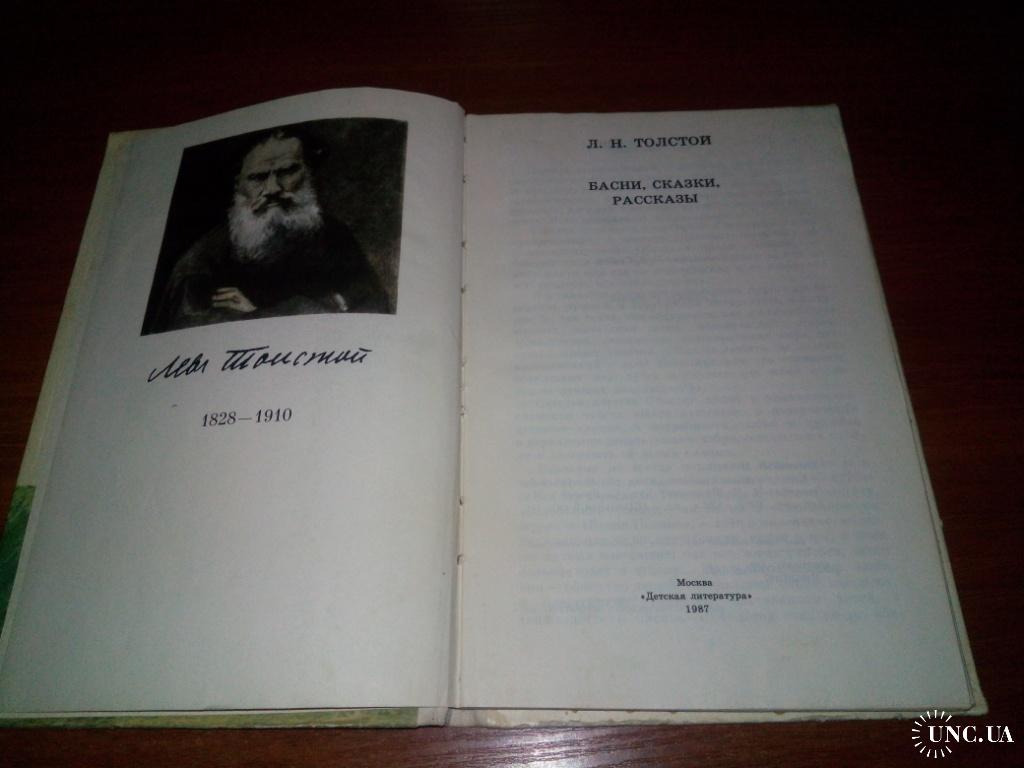 Лев Толстой
1828—1910
Л. Н. ТОЛСТОЙ
БАСНИ, СКАЗКИ,
РАССКАЗЫ
Москва
«Детская литература»
1987
UNC.UA